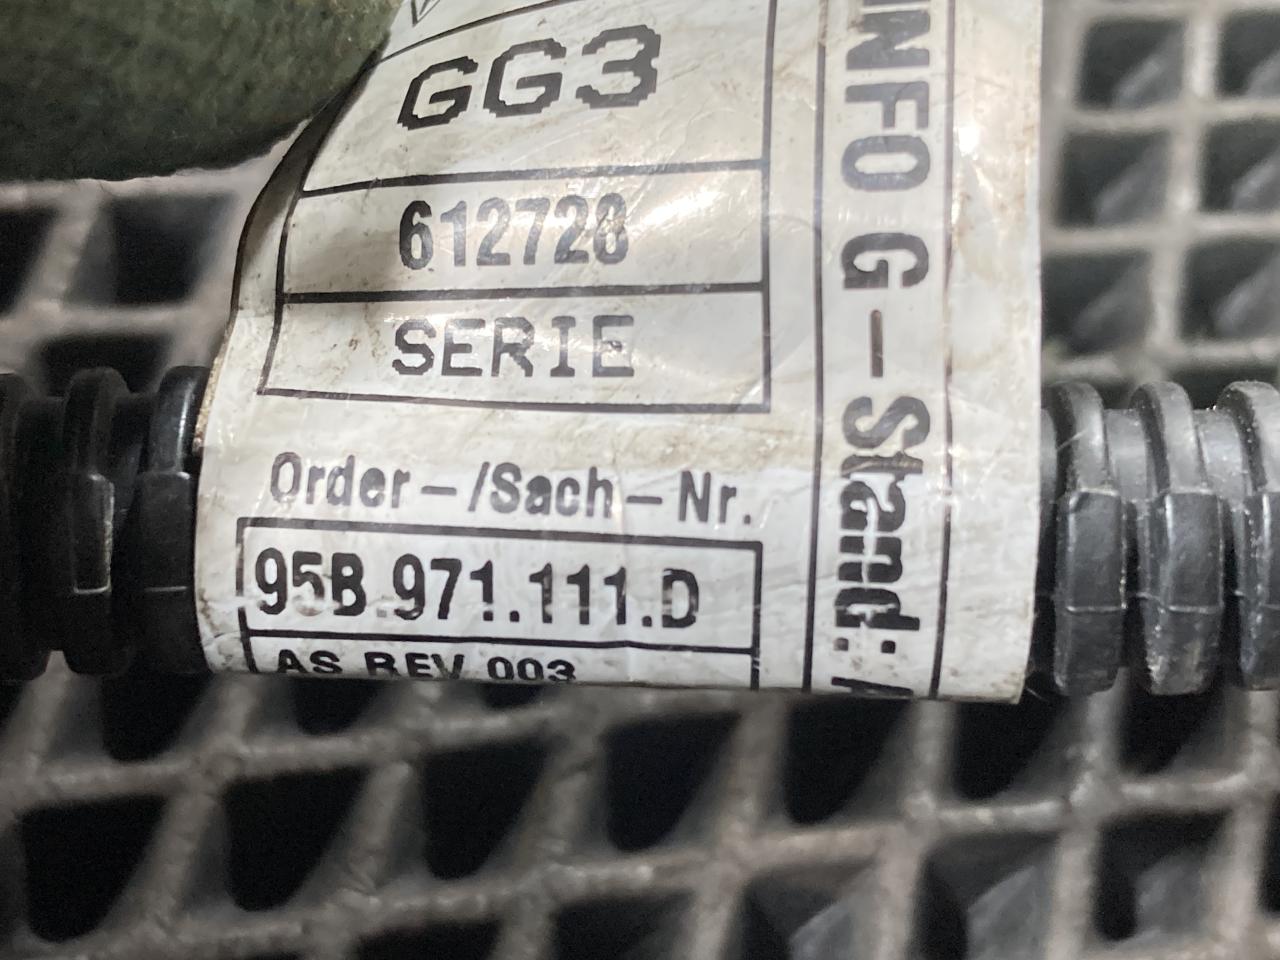 GG3
612728
SERIE
Order-/Sach-Nr.
95B.971.111.D
AS REV 003
INFO G-Stand: A